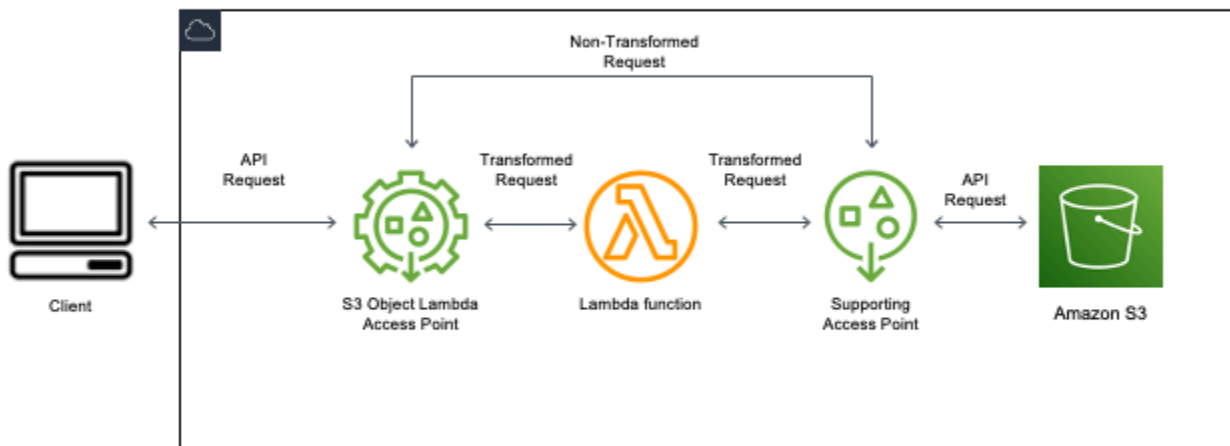 Non-Transformed
Request
API
Request
Transformed
Request
Transformed
Request
API
Request
Client
S3 Object Lambda
Access Point
Lambda function
Supporting
Access Point
Amazon S3